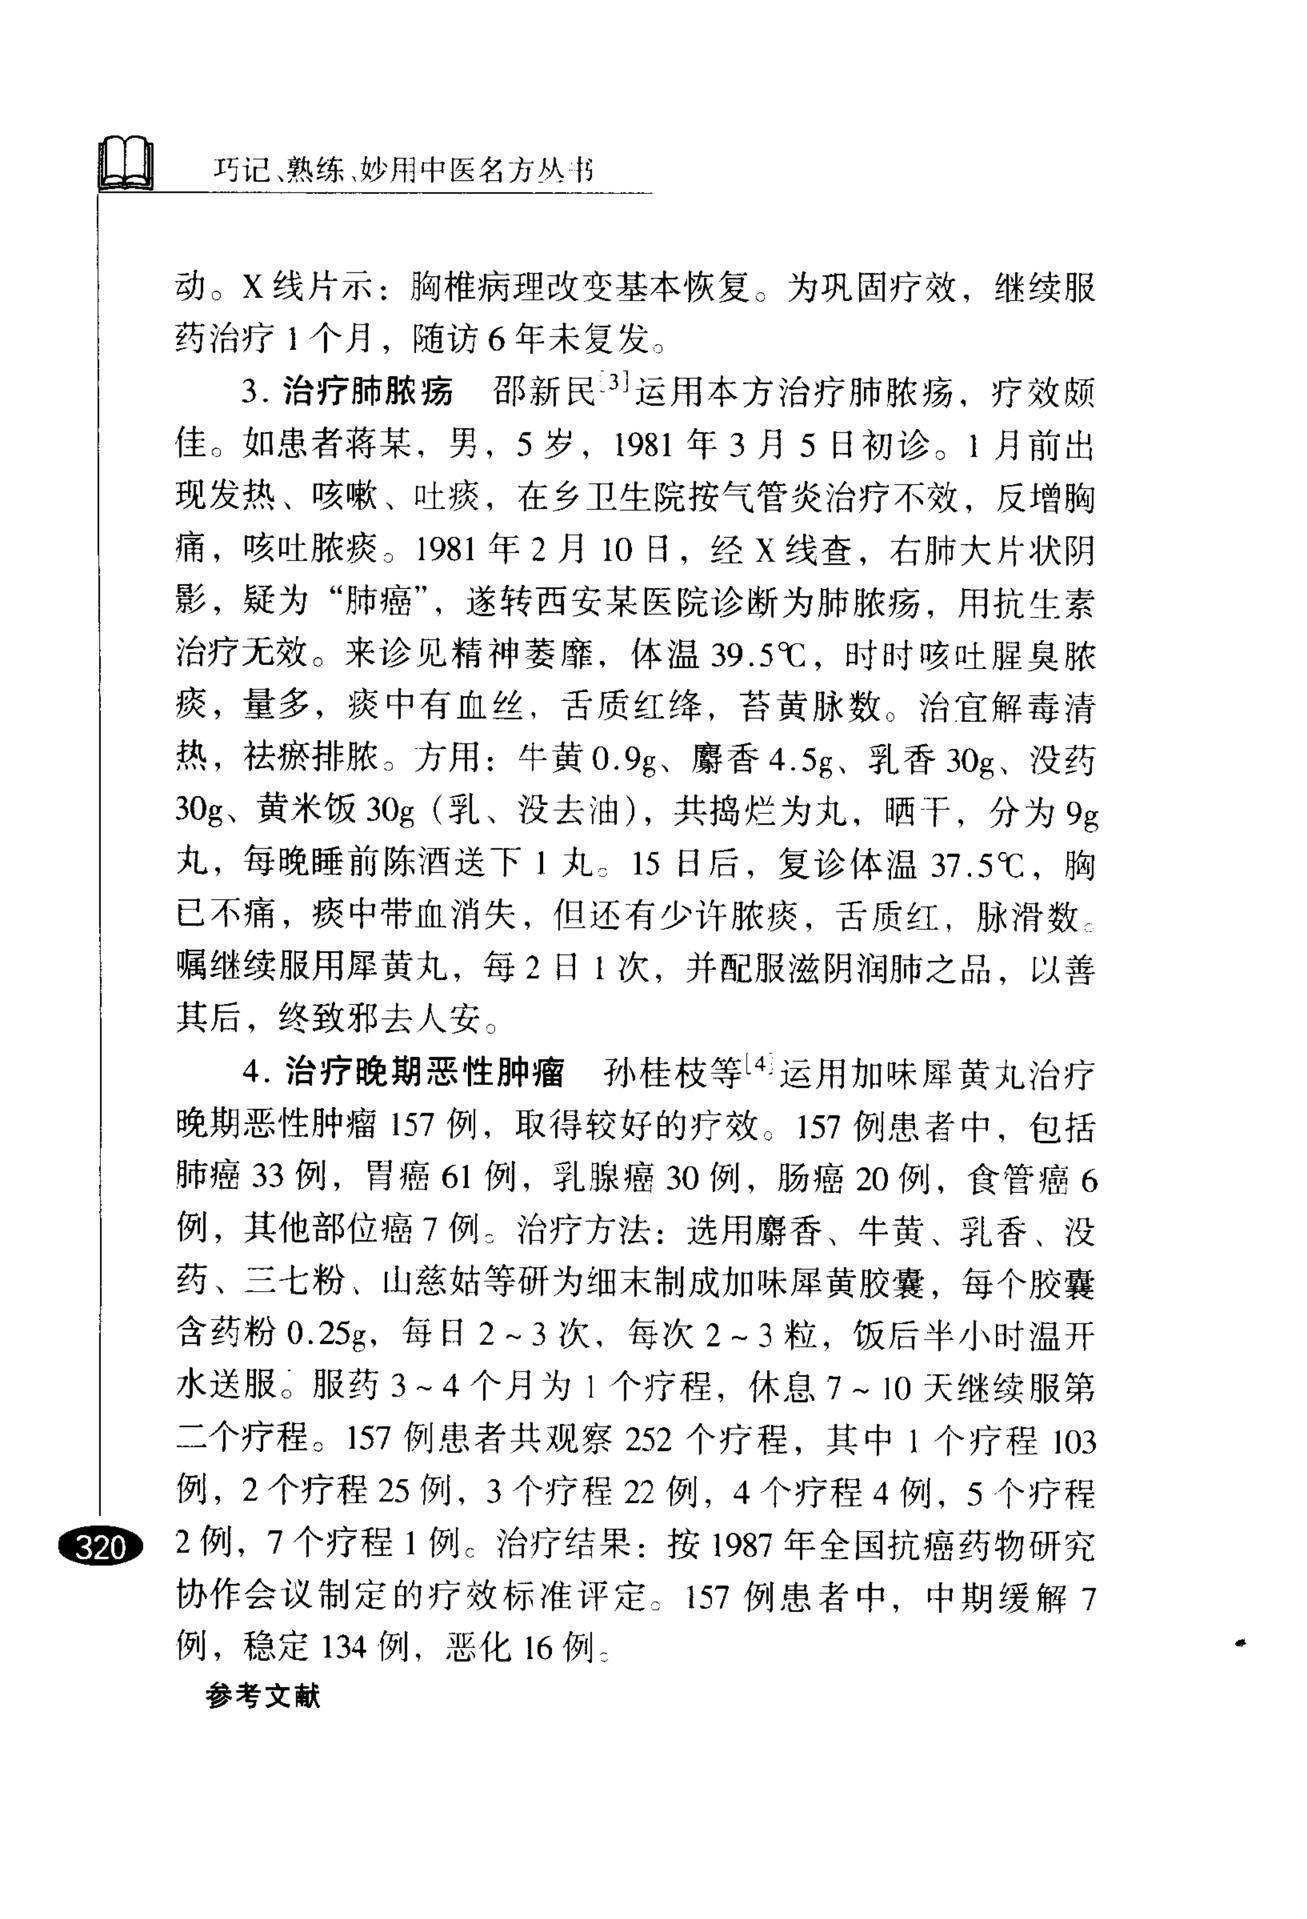 巧记、熟练、妙用中医名方丛书
动。X线片示：胸椎病理改变基本恢复。为巩固疗效，继续服
药治疗1个月，随访6年未复发。
3. 治疗肺脓疡　邵新民[3]运用本方治疗肺脓疡，疗效颇
佳。如患者蒋某，男，5岁，1981年3月5日初诊。1月前出
现发热、咳嗽、吐痰，在乡卫生院按气管炎治疗不效，反增胸
痛，咳吐脓痰。1981年2月10日，经X线查，右肺大片状阴
影，疑为“肺癌”，遂转西安某医院诊断为肺脓疡，用抗生素
治疗无效。来诊见精神萎靡，体温39.5℃，时时咳吐腥臭脓
痰，量多，痰中有血丝，舌质红绛，苔黄脉数。治宜解毒清
热，祛瘀排脓。方用：牛黄0.9g、麝香4.5g、乳香30g、没药
30g、黄米饭30g（乳、没去油），共捣烂为丸，晒干，分为9g
丸，每晚睡前陈酒送下1丸。15日后，复诊体温37.5℃，胸
已不痛，痰中带血消失，但还有少许脓痰，舌质红，脉滑数。
嘱继续服用犀黄丸，每2日1次，并配服滋阴润肺之品，以善
其后，终致邪去人安。
4. 治疗晚期恶性肿瘤　孙桂枝等[4]运用加味犀黄丸治疗
晚期恶性肿瘤157例，取得较好的疗效。157例患者中，包括
肺癌33例，胃癌61例，乳腺癌30例，肠癌20例，食管癌6
例，其他部位癌7例。治疗方法：选用麝香、牛黄、乳香、没
药、三七粉、山慈姑等研为细末制成加味犀黄胶囊，每个胶囊
含药粉0.25g，每日2～3次，每次2～3粒，饭后半小时温开
水送服。服药3～4个月为1个疗程，休息7～10天继续服第
二个疗程。157例患者共观察252个疗程，其中1个疗程103
例，2个疗程25例，3个疗程22例，4个疗程4例，5个疗程
2例，7个疗程1例。治疗结果：按1987年全国抗癌药物研究
协作会议制定的疗效标准评定。157例患者中，中期缓解7
例，稳定134例，恶化16例。
参考文献
320